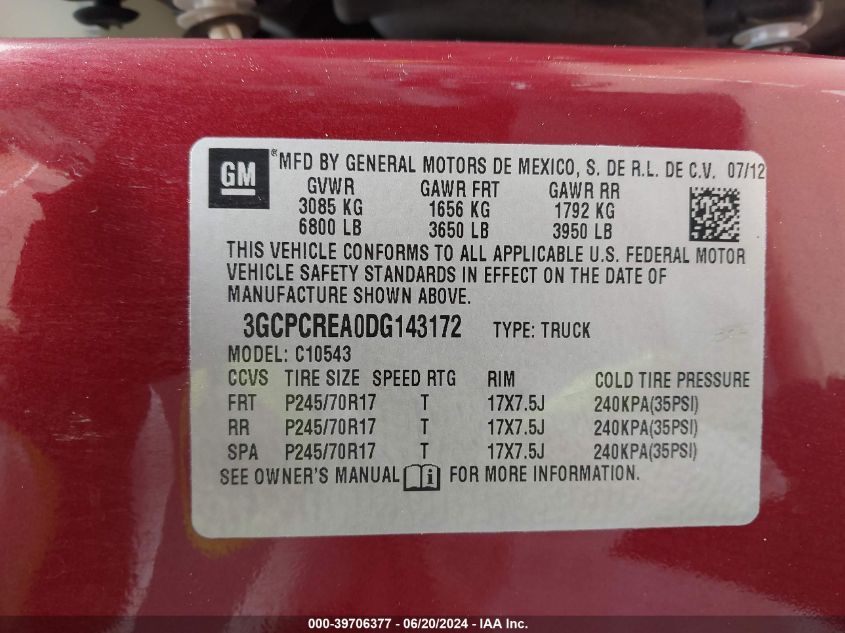 GM ® MFD BY GENERAL MOTORS DE MEXICO, S. DE R.L. DE C.V. 07/12
GVWR GAWR FRT GAWR RR
3085 KG 1656 KG 1792 KG
6800 LB 3650 LB 3950 LB
THIS VEHICLE CONFORMS TO ALL APPLICABLE U.S. FEDERAL MOTOR
VEHICLE SAFETY STANDARDS IN EFFECT ON THE DATE OF
MANUFACTURE SHOWN ABOVE.
3GCPCREA0DG143172 TYPE: TRUCK
MODEL: C10543
CCVS TIRE SIZE SPEED RTG RIM COLD TIRE PRESSURE
FRT P245/70R17 T 17X7.5J 240KPA(35PSI)
RR P245/70R17 T 17X7.5J 240KPA(35PSI)
SPA P245/70R17 T 17X7.5J 240KPA(35PSI)
SEE OWNER'S MANUAL i FOR MORE INFORMATION.
000-39706377 - 06/20/2024 - IAA Inc.